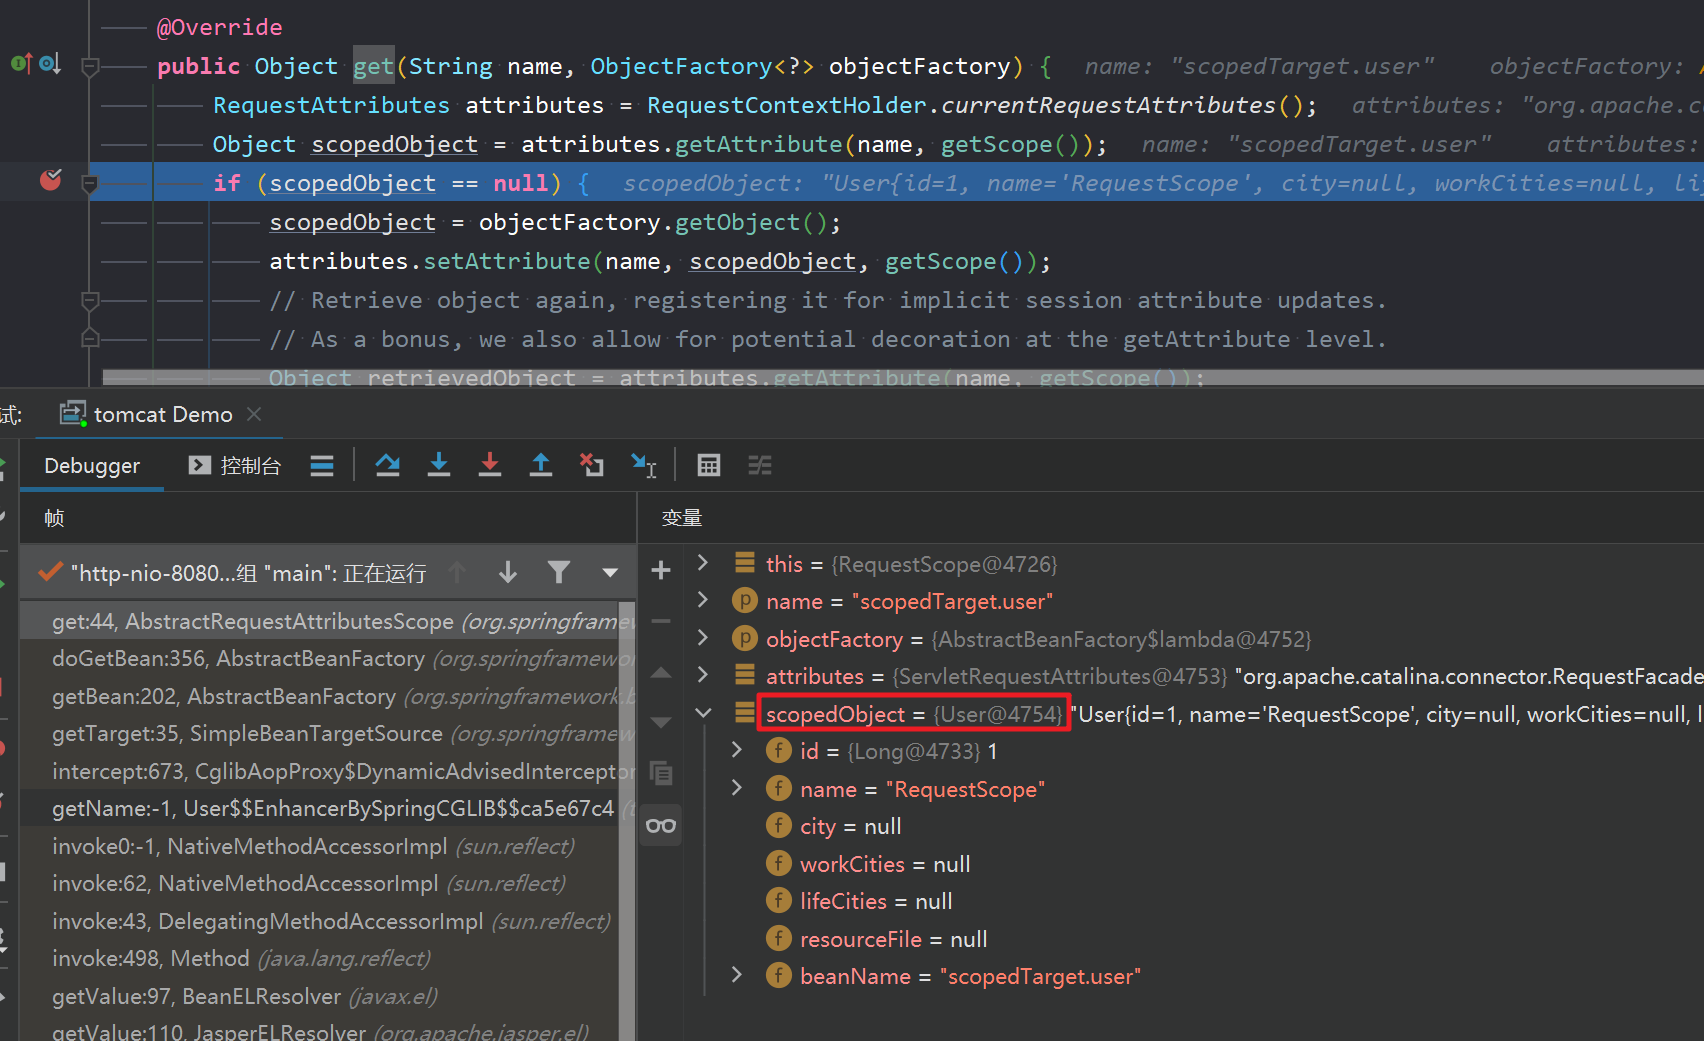 @Override
public Object get(String name, ObjectFactory<?> objectFactory) {   name: "scopedTarget.user"    objectFactory:
RequestAttributes attributes = RequestContextHolder.currentRequestAttributes();   attributes: "org.apache.c
Object scopedObject = attributes.getAttribute(name, getScope());   name: "scopedTarget.user"    attributes:
if (scopedObject == null) {   scopedObject: "User{id=1, name='RequestScope', city=null, workCities=null, li
scopedObject = objectFactory.getObject();
attributes.setAttribute(name, scopedObject, getScope());
// Retrieve object again, registering it for implicit session attribute updates.
// As a bonus, we also allow for potential decoration at the getAttribute level.
Object retrievedObject = attributes.getAttribute(name, getScope());
试: tomcat Demo
Debugger 控制台
帧
变量
"http-nio-8080...组 "main": 正在运行
get:44, AbstractRequestAttributesScope (org.springframew
doGetBean:356, AbstractBeanFactory (org.springframewor
getBean:202, AbstractBeanFactory (org.springframework.b
getTarget:35, SimpleBeanTargetSource (org.springframew
intercept:673, CglibAopProxy$DynamicAdvisedInterceptor
getName:-1, User$$EnhancerBySpringCGLIB$$ca5e67c4 (t
invoke0:-1, NativeMethodAccessorImpl (sun.reflect)
invoke:62, NativeMethodAccessorImpl (sun.reflect)
invoke:43, DelegatingMethodAccessorImpl (sun.reflect)
invoke:498, Method (java.lang.reflect)
getValue:97, BeanELResolver (javax.el)
getValue:110, JasperELResolver (org.apache.jasper.el)
this = {RequestScope@4726}
p name = "scopedTarget.user"
p objectFactory = {AbstractBeanFactory$lambda@4752}
attributes = {ServletRequestAttributes@4753} "org.apache.catalina.connector.RequestFacade
scopedObject = {User@4754} "User{id=1, name='RequestScope', city=null, workCities=null, l
f id = {Long@4733} 1
f name = "RequestScope"
f city = null
f workCities = null
f lifeCities = null
f resourceFile = null
f beanName = "scopedTarget.user"